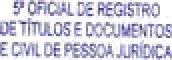 5º OFICIAL DE REGISTRO
DE TÍTULOS E DOCUMENTOS
E CIVIL DE PESSOA JURÍDICA